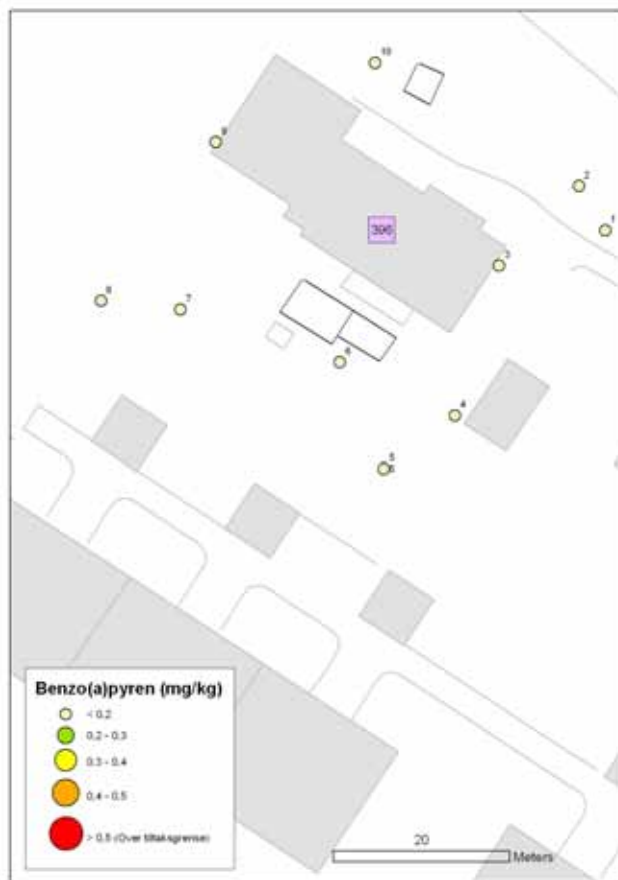 10
9
2
1
396
3
8
7
6
4
5
Benzo(a)pyren (mg/kg)
< 0,2
0,2 - 0,3
0,3 - 0,4
0,4 - 0,5
> 0,5 (Over tiltaksgrense)
20
Meters